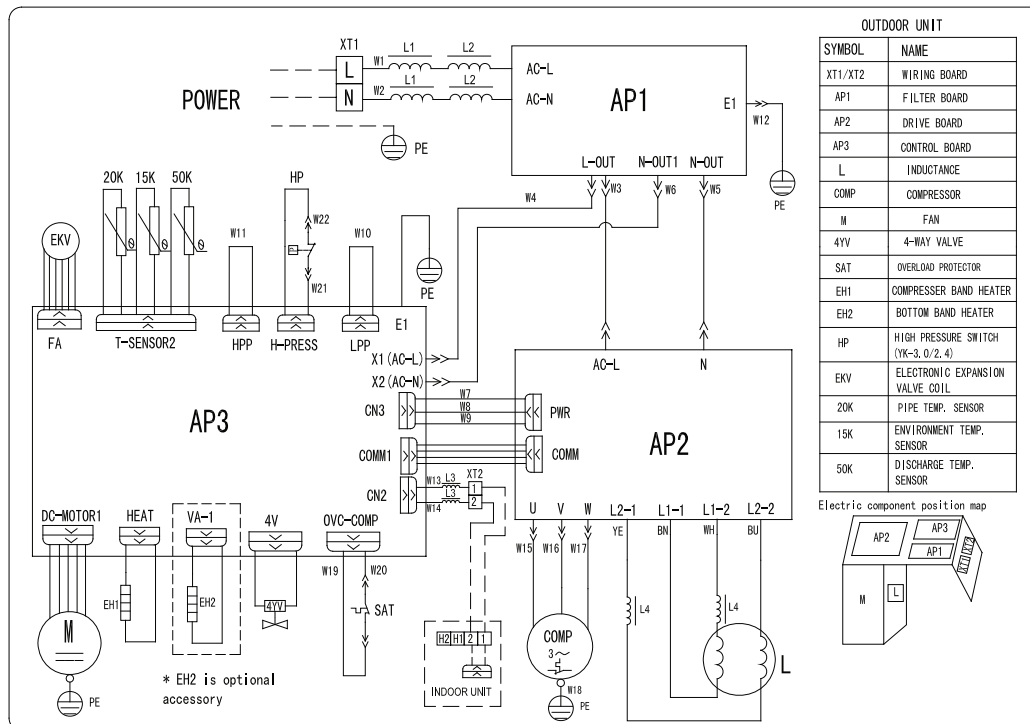 OUTDOOR UNIT
SYMBOL NAME
XT1/XT2 WIRING BOARD
AP1 FILTER BOARD
AP2 DRIVE BOARD
AP3 CONTROL BOARD
L INDUCTANCE
COMP COMPRESSOR
M FAN
4YV 4-WAY VALVE
SAT OVERLOAD PROTECTOR
EH1 COMPRESSER BAND HEATER
EH2 BOTTOM BAND HEATER
HP HIGH PRESSURE SWITCH
(YK-3.0/2.4)
EKV ELECTRONIC EXPANSION
VALVE COIL
20K PIPE TEMP. SENSOR
15K ENVIRONMENT TEMP.
SENSOR
50K DISCHARGE TEMP.
SENSOR
Electric component position map
AP2 AP3
AP1
XT1 XT2
M L
XT1 L1 L2
L W1 AC-L
POWER
N W2 L1 L2 AC-N
AP1
E1
W12
PE
PE
L-OUT N-OUT1 N-OUT
W4 W3 W6 W5
20K 15K 50K HP
θ θ θ
W22
EKV W11 P W10
W21
PE
FA T-SENSOR2 HPP H-PRESS LPP E1
X1(AC-L)
X2(AC-N)
AC-L N
AP3
CN3 W7 PWR
W8
W9
AP2
COMM1 COMM
CN2 W13 L3 XT2
1
W14 L3 2
U V W L2-1 L1-1 L1-2 L2-2
W15 W16 W17 YE BN WH BU
DC-MOTOR1 HEAT VA-1 4V OVC-COMP
W19 W20
EH1 EH2 4YV SAT
L4 L4
M
H2 H1 2 1
INDOOR UNIT
COMP
3~
L
W18
PE
PE
* EH2 is optional
accessory